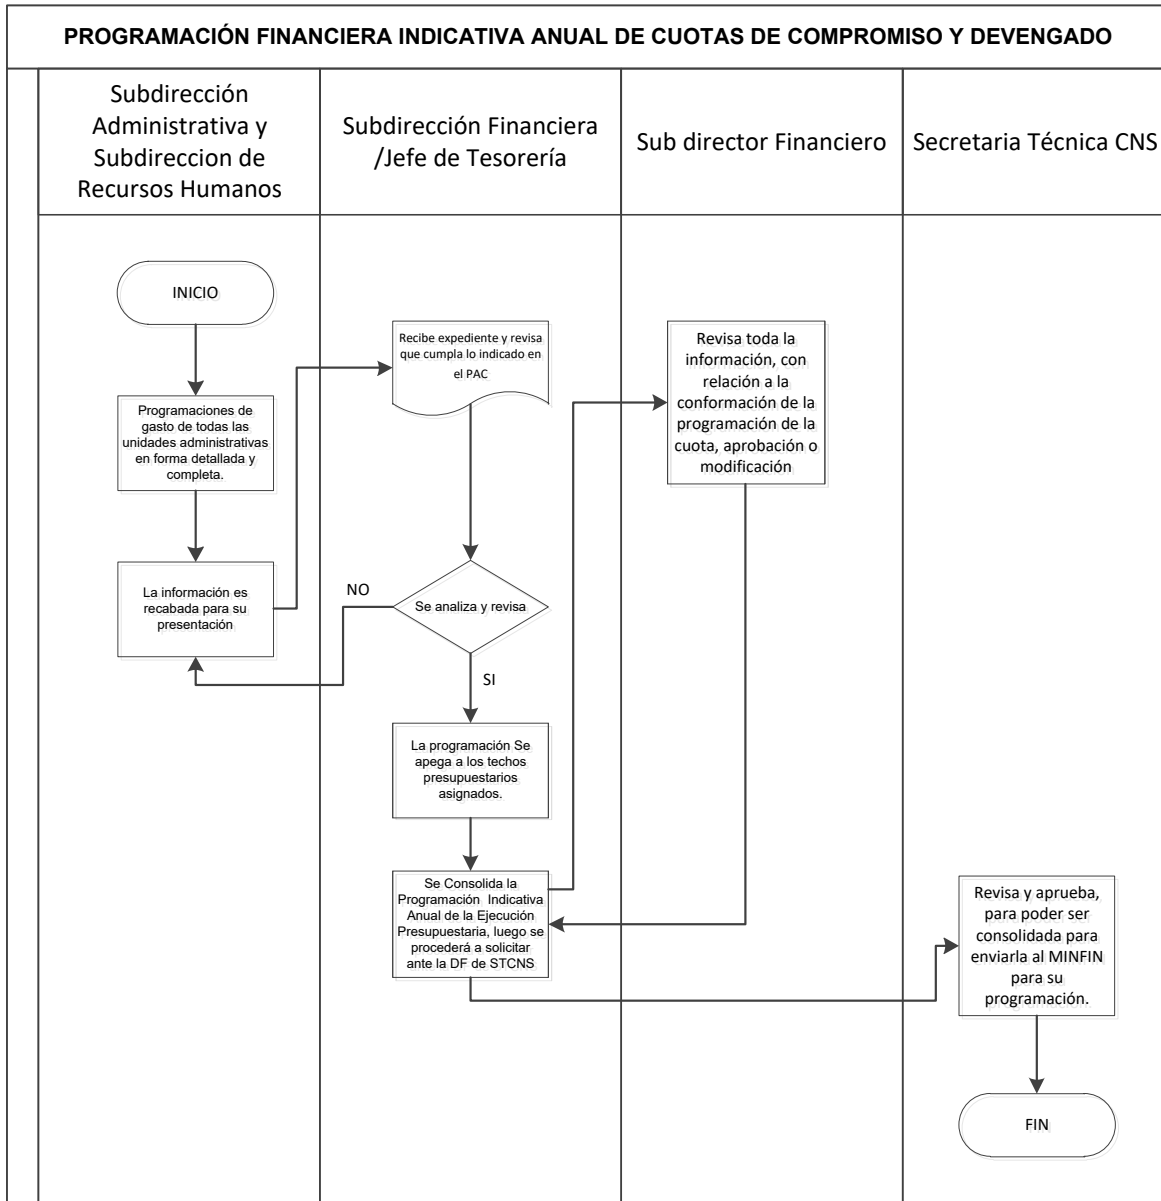 PROGRAMACIÓN FINANCIERA INDICATIVA ANUAL DE CUOTAS DE COMPROMISO Y DEVENGADO
Subdirección
Administrativa y
Subdireccion de
Recursos Humanos
Subdirección Financiera
/Jefe de Tesorería
Sub director Financiero
Secretaria Técnica CNS
INICIO
Programaciones de
gasto de todas las
unidades administrativas
en forma detallada y
completa.
La información es
recabada para su
presentación
Recibe expediente y revisa
que cumpla lo indicado en
el PAC
NO
Se analiza y revisa
SI
La programación Se
apega a los techos
presupuestarios
asignados.
Se Consolida la
Programación Indicativa
Anual de la Ejecución
Presupuestaria, luego se
procederá a solicitar
ante la DF de STCNS
Revisa toda la
información, con
relación a la
conformación de la
programación de la
cuota, aprobación o
modificación
Revisa y aprueba,
para poder ser
consolidada para
enviarla al MINFIN
para su
programación.
FIN